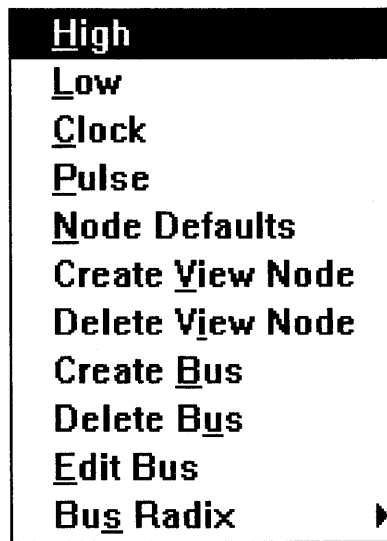 High
Low
Clock
Pulse
Node Defaults
Create View Node
Delete View Node
Create Bus
Delete Bus
Edit Bus
Bus Radix